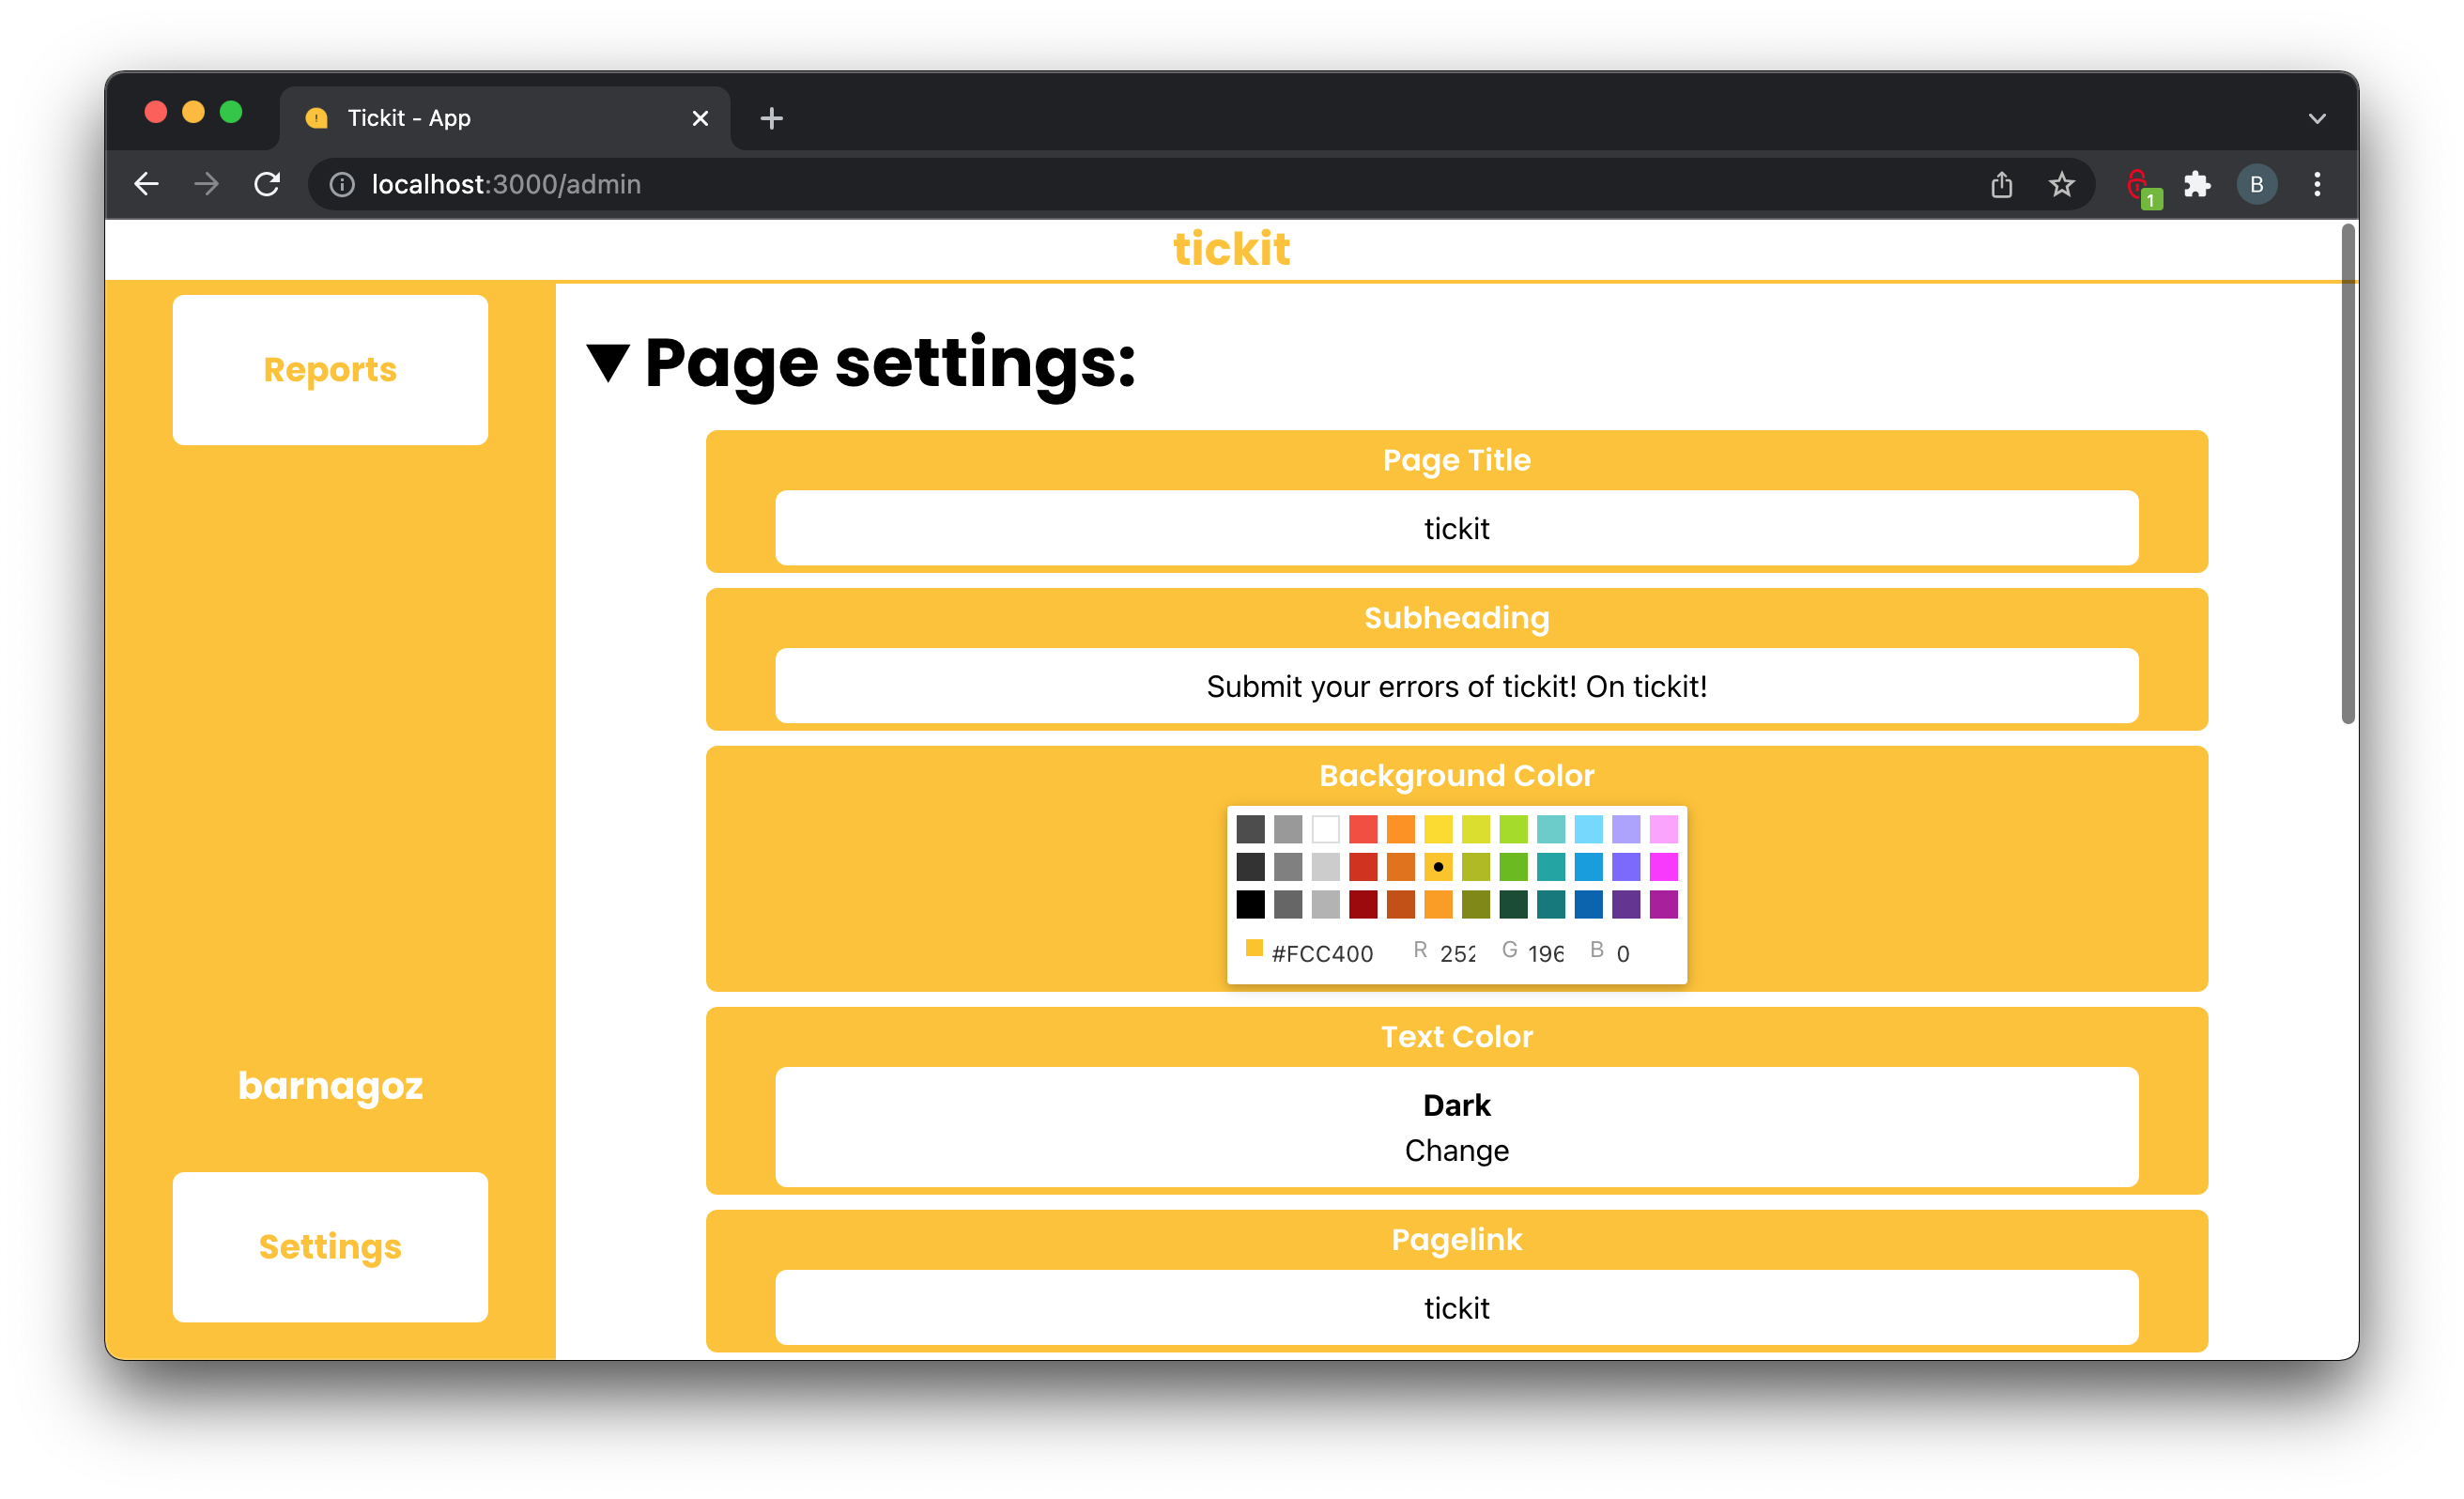 Tickit - App
localhost:3000/admin
1
B
tickit
Reports
Page settings:
Page Title
tickit
Subheading
Submit your errors of tickit! On tickit!
Background Color
#FCC400 R 252 G 196 B 0
Text Color
Dark
Change
barnagoz
Pagelink
Settings
tickit